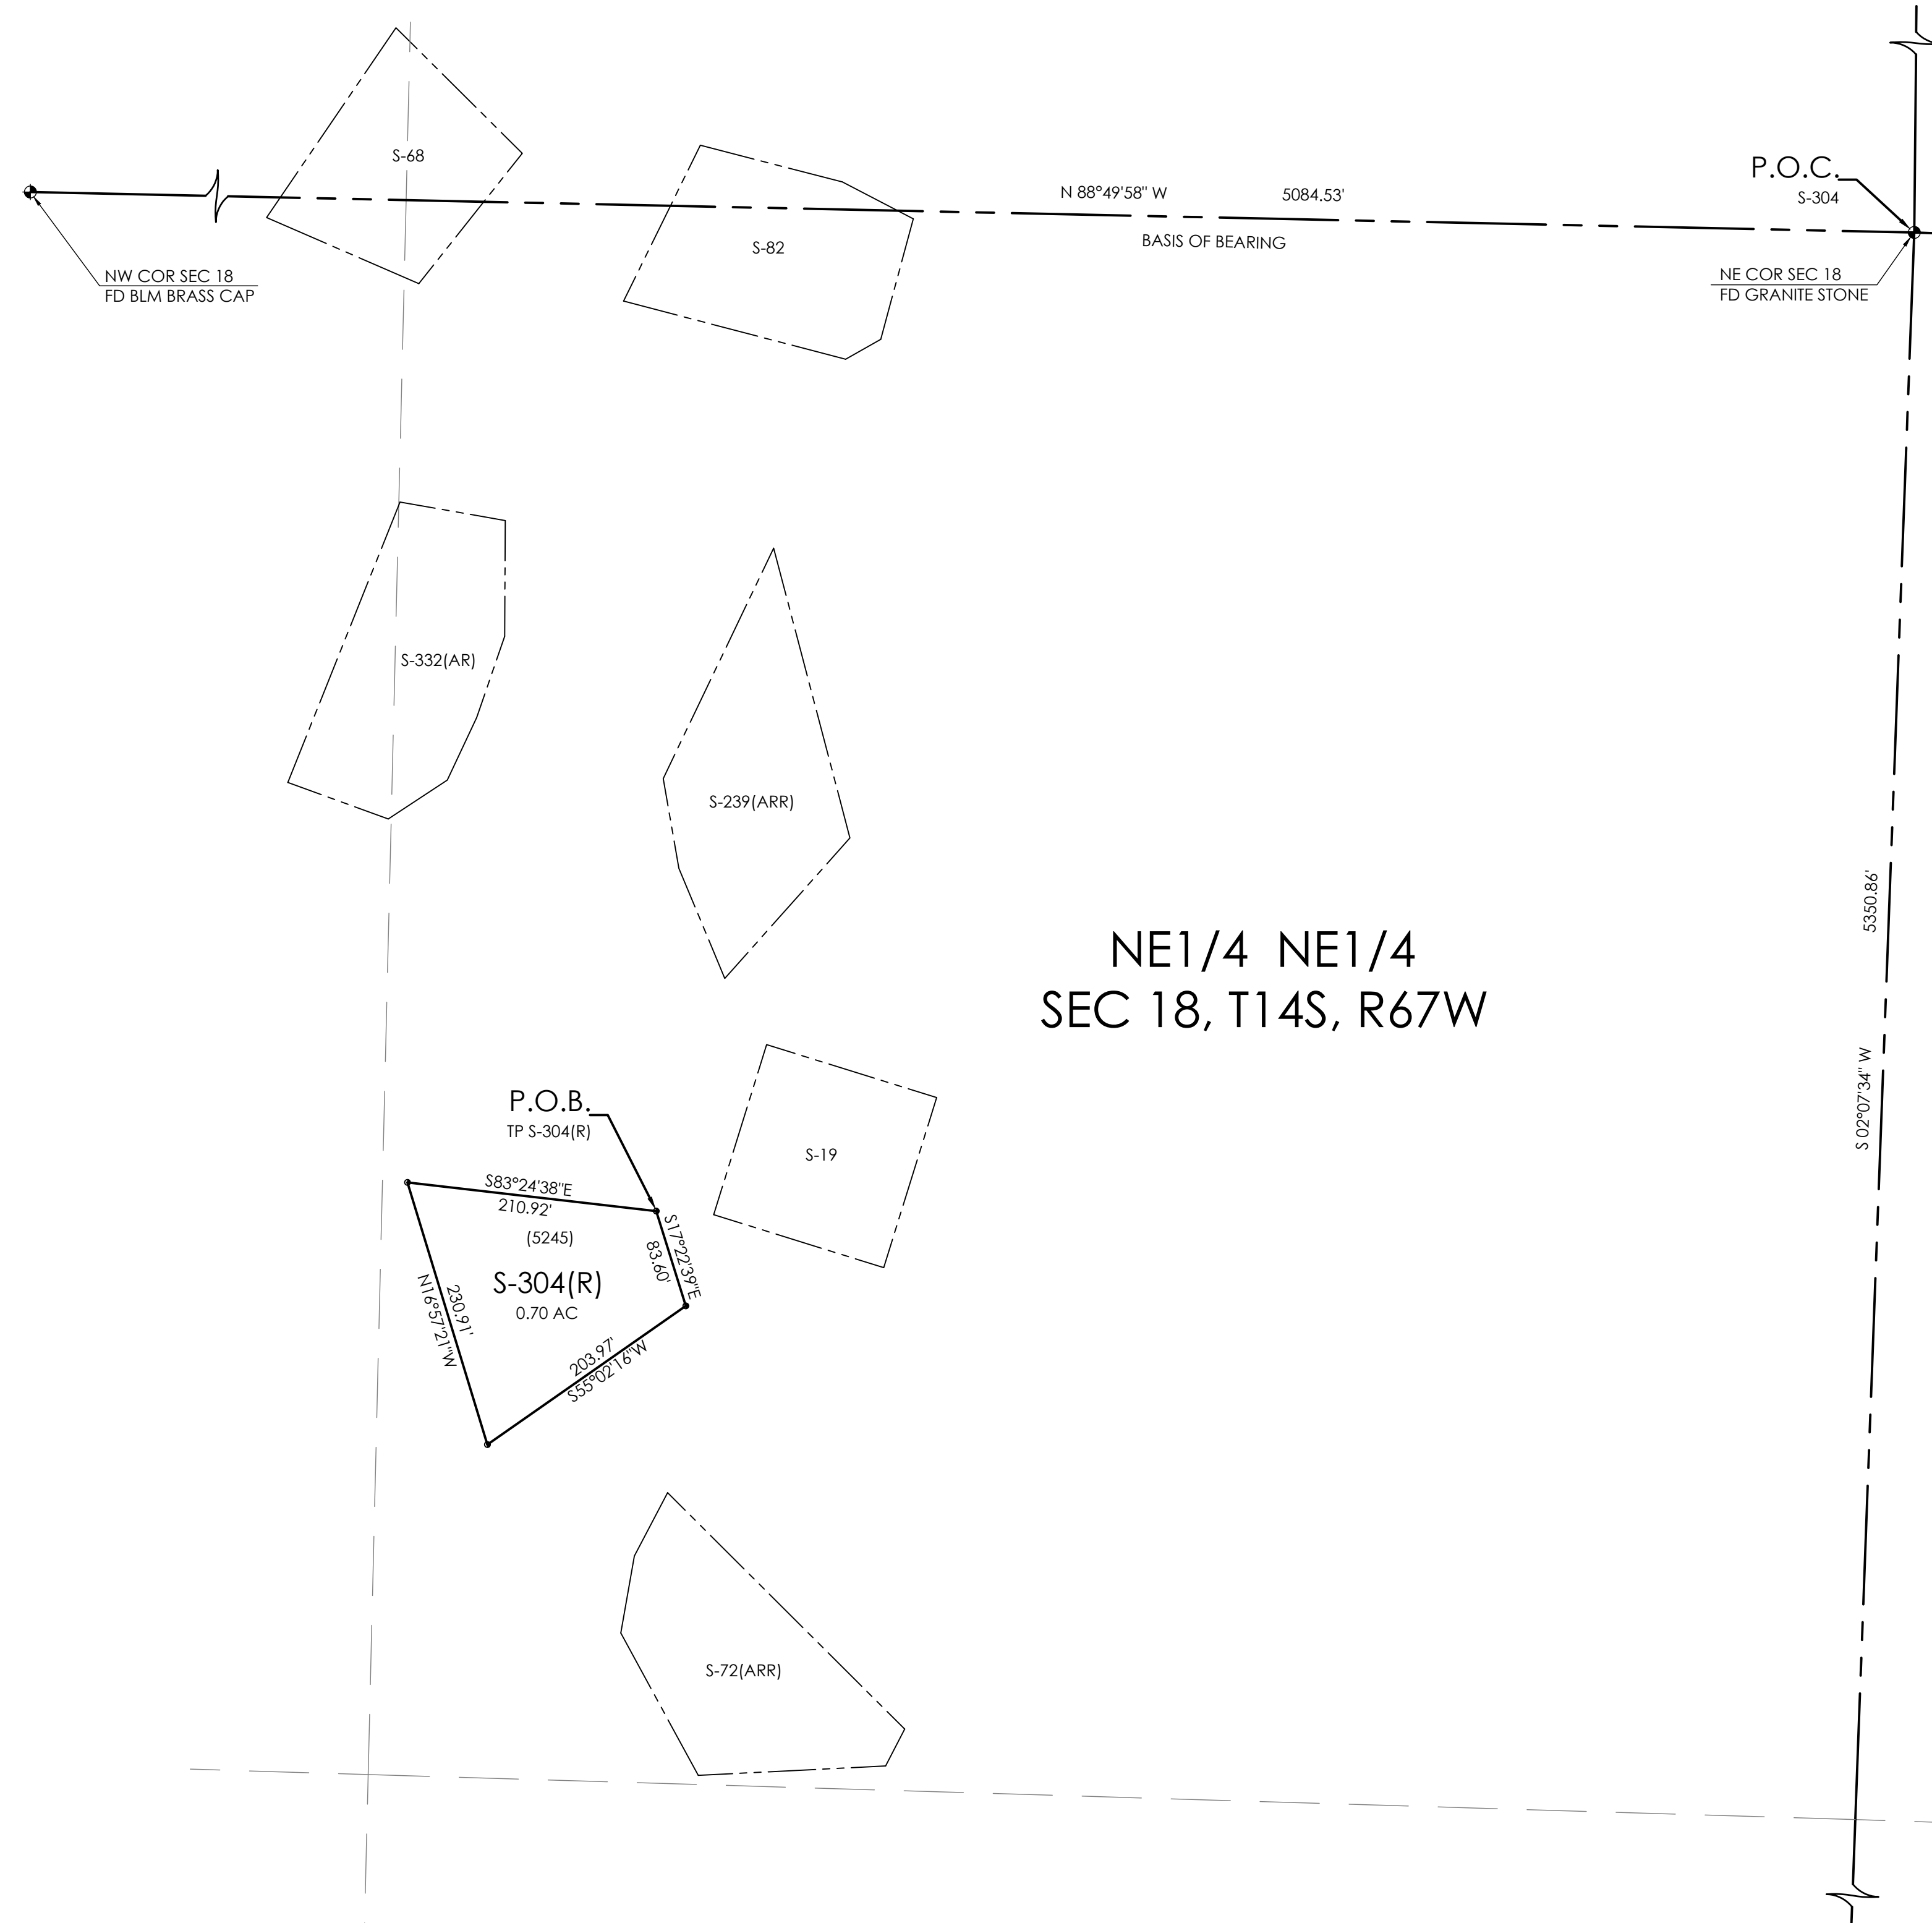 S-68
P.O.C.
S-304
N 88°49'58" W 5084.53'
BASIS OF BEARING
S-82
NW COR SEC 18
FD BLM BRASS CAP
NE COR SEC 18
FD GRANITE STONE
S-332(AR)
S-239(ARR)
5350.86'
S 02°07'34" W
NE1/4 NE1/4
SEC 18, T14S, R67W
P.O.B.
TP S-304(R)
S-19
S83°24'38"E
210.92'
(5245)
S17°22'39"E
83.60'
S-304(R)
0.70 AC
230.91'
N16°57'21"W
203.97'
S55°02'16"W
S-72(ARR)